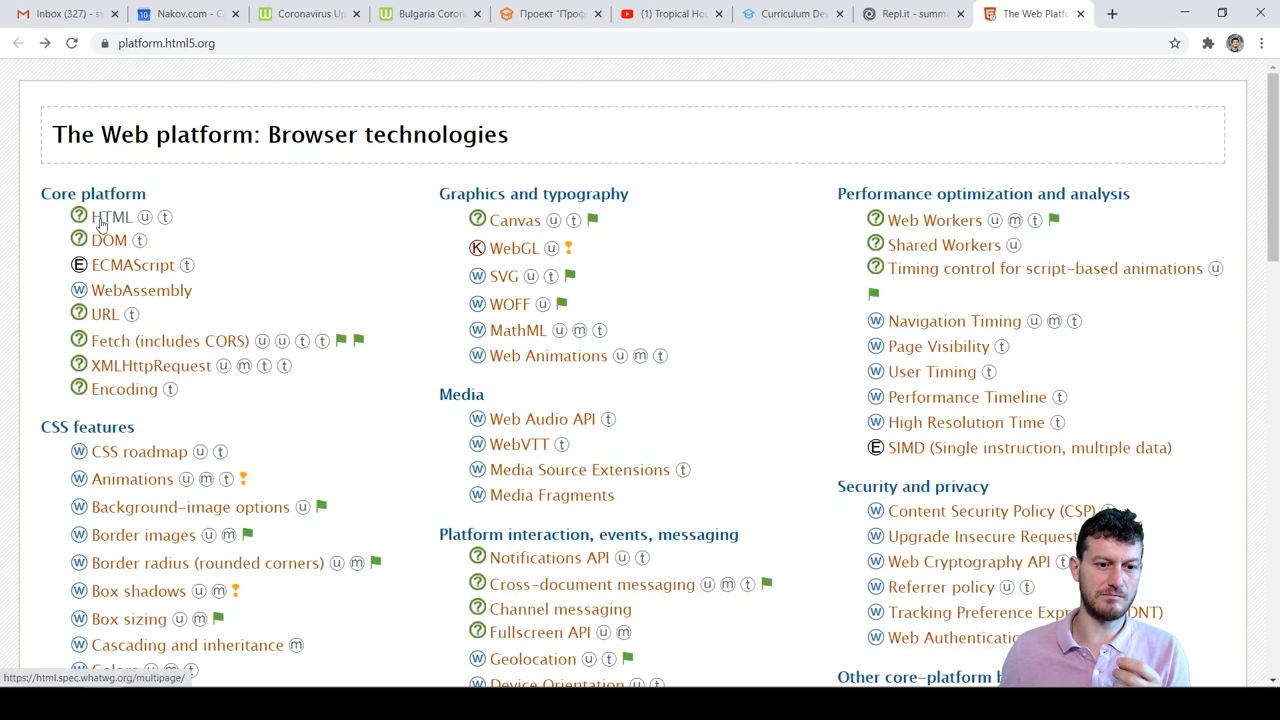 Inbox (327) - sv
Nakov.com - C
Coronavirus Up
Bulgaria Coron
Проект "Проф
(1) Tropical Ho
Curriculum Dev
Repl.it - summa
The Web Platfo
platform.html5.org
The Web platform: Browser technologies
Core platform
HTML u t
DOM t
E ECMAScript t
W WebAssembly
URL t
Fetch (includes CORS) u u t t
XMLHttpRequest u m t t
Encoding t
CSS features
W CSS roadmap u t
W Animations u m t
W Background-image options u
W Border images u m
W Border radius (rounded corners) u m
W Box shadows u m
W Box sizing u m
W Cascading and inheritance m
Colors u m t
https://html.spec.whatwg.org/multipage/
Graphics and typography
? Canvas u t
K WebGL u
W SVG u t
W WOFF u
W MathML u m t
W Web Animations u m t
Media
W Web Audio API t
W WebVTT t
W Media Source Extensions t
W Media Fragments
Platform interaction, events, messaging
? Notifications API u t
? Cross-document messaging u m t
? Channel messaging
? Fullscreen API u m
W Geolocation u t
W Device Orientation u t
Performance optimization and analysis
? Web Workers u m t
? Shared Workers u
? Timing control for script-based animations u
W Navigation Timing u m t
W Page Visibility t
W User Timing t
W Performance Timeline t
W High Resolution Time t
E SIMD (Single instruction, multiple data)
Security and privacy
W Content Security Policy (CSP)
W Upgrade Insecure Request
W Web Cryptography API t
W Referrer policy u t
W Tracking Preference Exp NT)
W Web Authenticatio
Other core-platform